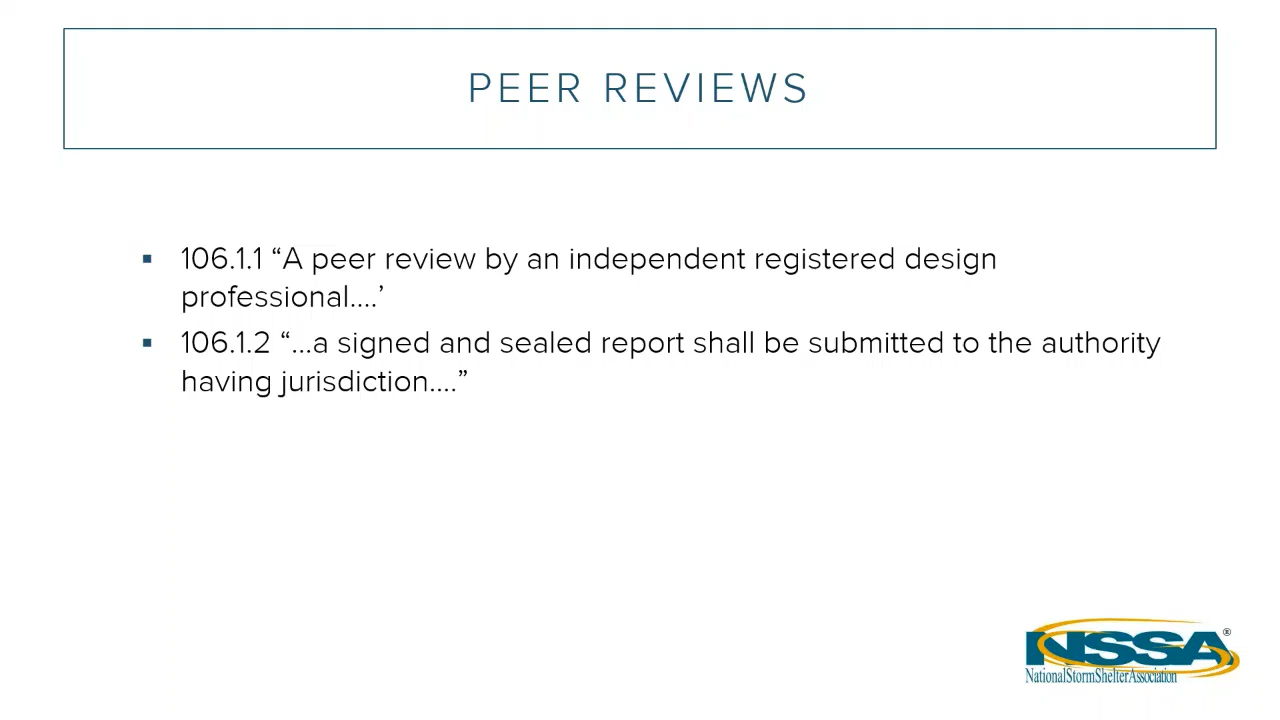 PEER REVIEWS
▪ 106.1.1 “A peer review by an independent registered design
professional....’
▪ 106.1.2 “...a signed and sealed report shall be submitted to the authority
having jurisdiction....”
NSSA®
NationalStormShelterAssociation